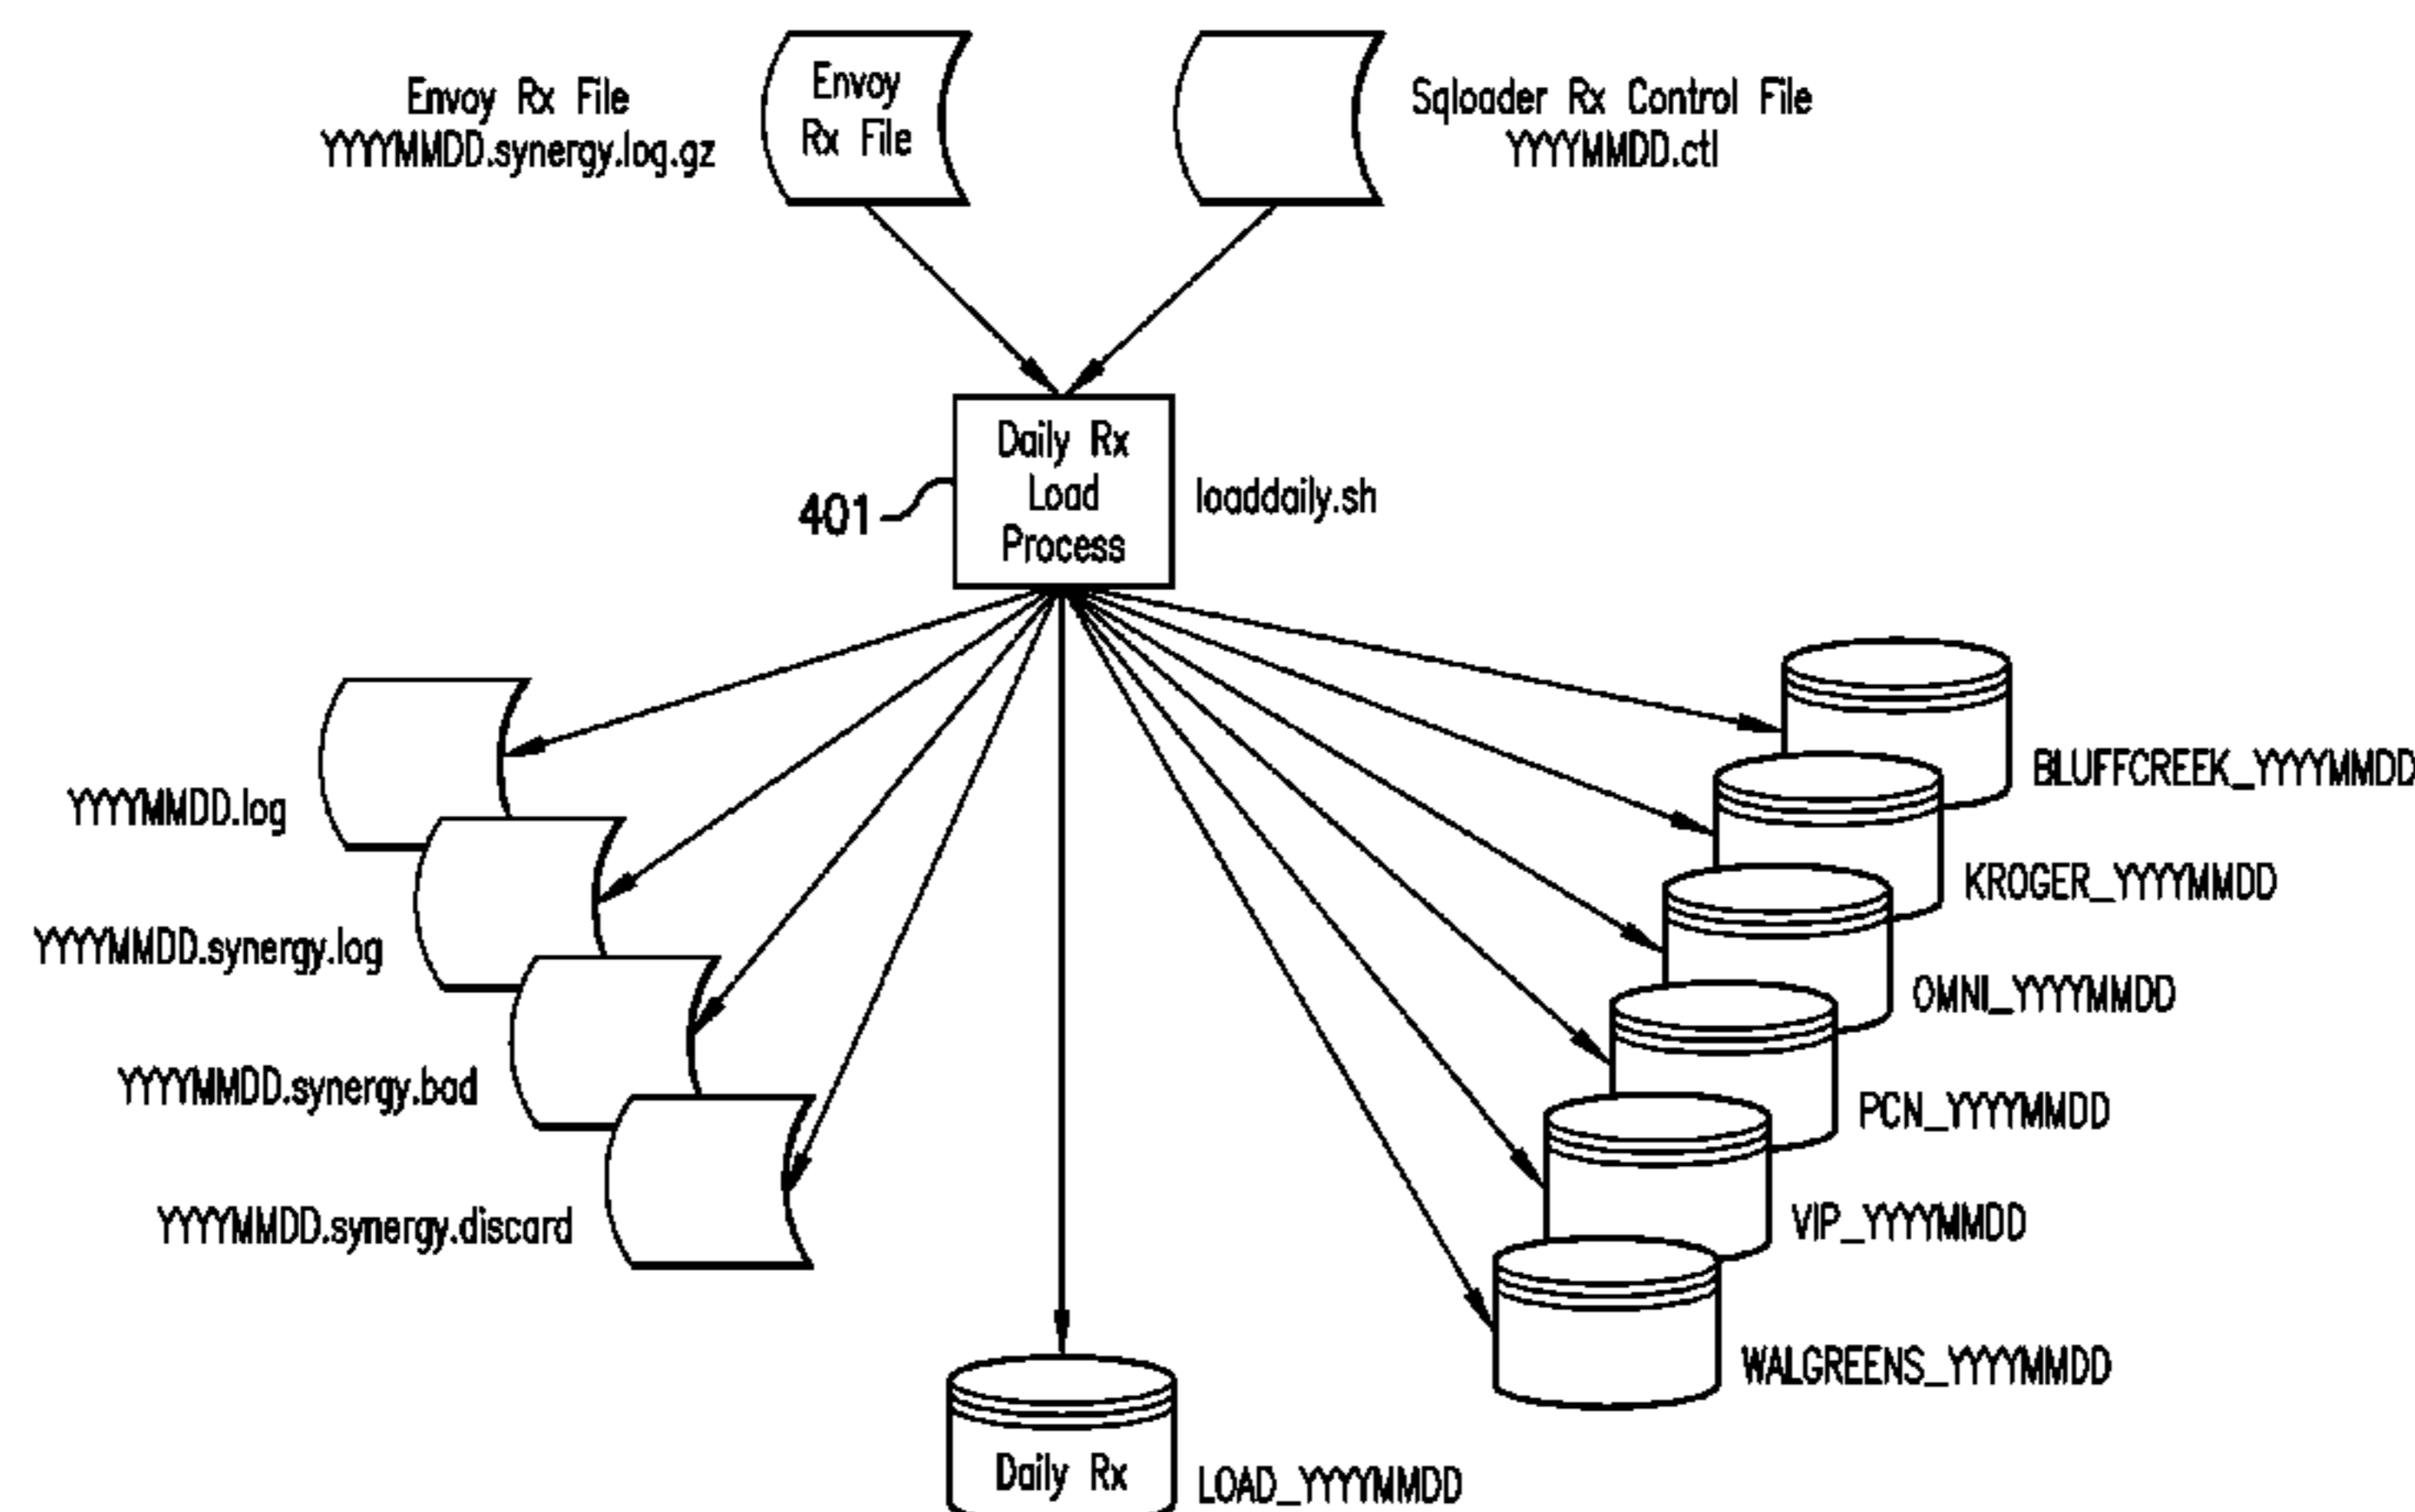 Envoy Rx File
YYYYMMDD.synergy.log.gz
Envoy
Rx File
Sqloader Rx Control File
YYYYMMDD.ctl
Daily Rx
Load
Process
401
loaddaily.sh
YYYYMMDD.log
YYYYMMDD.synergy.log
YYYYMMDD.synergy.bad
YYYYMMDD.synergy.discard
BLUFFCREEK_YYYYMMDD
KROGER_YYYYMMDD
OMNI_YYYYMMDD
PCN_YYYYMMDD
VIP_YYYYMMDD
WALGREENS_YYYYMMDD
Daily Rx
LOAD_YYYYMMDD